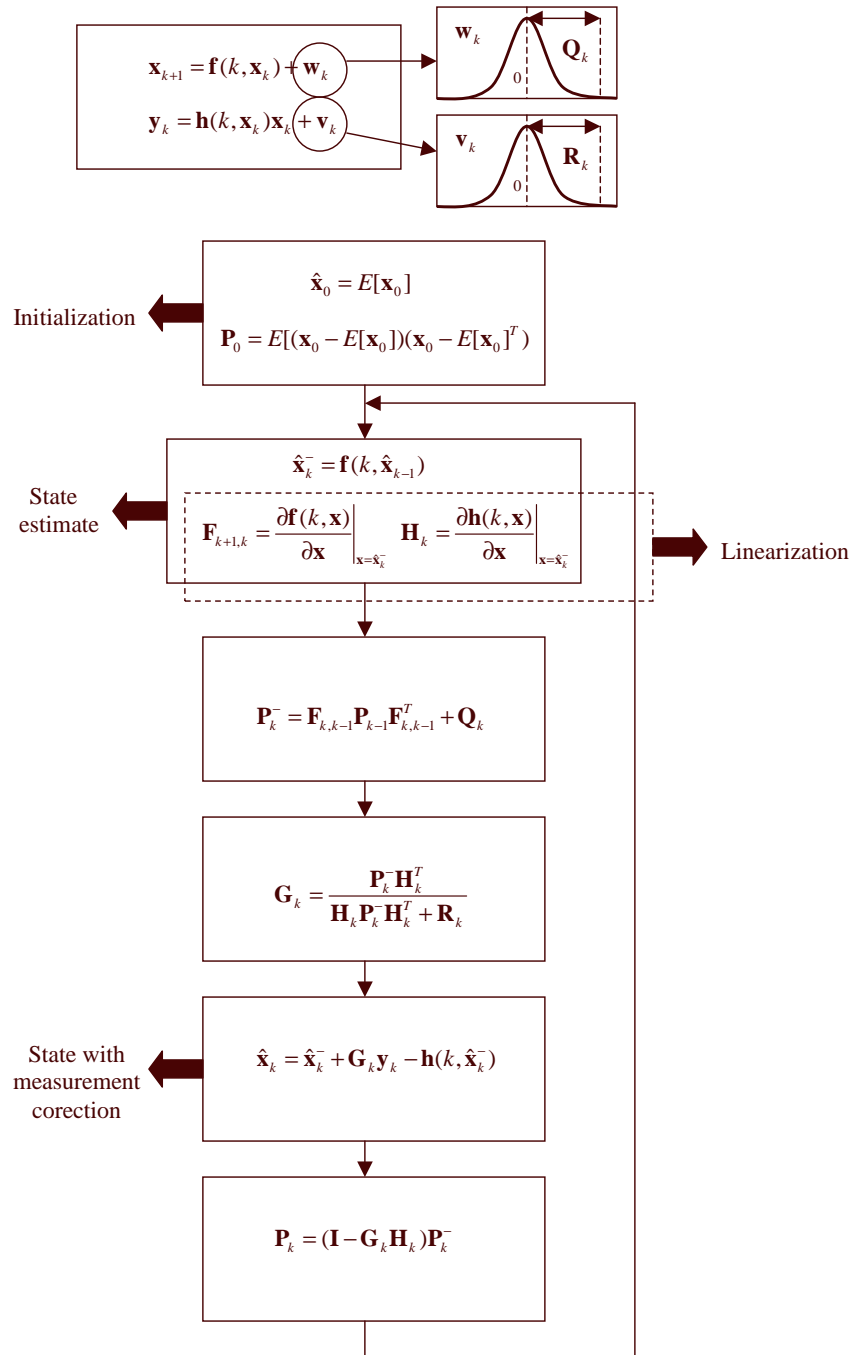 x_{k+1} = f(k, x_k) + w_k
y_k = h(k, x_k)x_k + v_k
w_k
Q_k
0
v_k
R_k
0
Initialization
x̂_0 = E[x_0]
P_0 = E[(x_0 − E[x_0])(x_0 − E[x_0]^T)
State
estimate
x̂_k^− = f(k, x̂_{k−1})
F_{k+1,k} = ∂f(k, x)/∂x |_{x=x̂_k^−} H_k = ∂h(k, x)/∂x |_{x=x̂_k^−}
Linearization
P_k^− = F_{k,k−1}P_{k−1}F_{k,k−1}^T + Q_k
G_k = P_k^−H_k^T / H_kP_k^−H_k^T + R_k
State with
measurement
corection
x̂_k = x̂_k^− + G_k y_k − h(k, x̂_k^−)
P_k = (I − G_kH_k)P_k^−